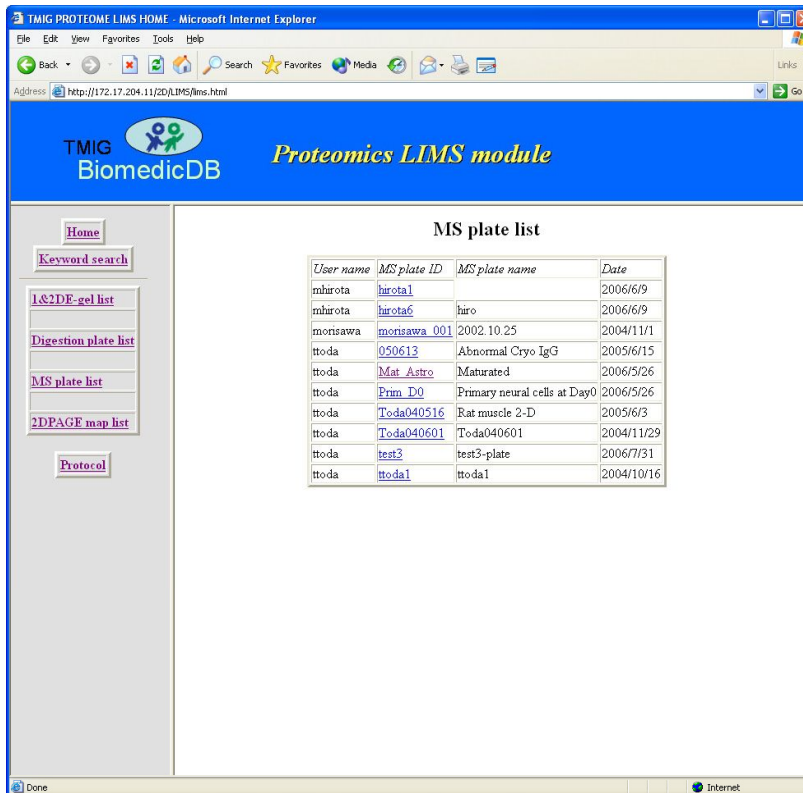 TMIG PROTEOME LIMS HOME - Microsoft Internet Explorer
File Edit View Favorites Tools Help
Back Search Favorites Media Links
Address http://172.17.204.11/2D/LIMS/lims.html Go
TMIG
BiomedicDB
Proteomics LIMS module
Home
Keyword search
1&2DE-gel list
Digestion plate list
MS plate list
2DPAGE map list
Protocol
MS plate list
User name MS plate ID MS plate name Date
mhirota hirota1 2006/6/9
mhirota hirota6 hiro 2006/6/9
morisawa morisawa_001 2002.10.25 2004/11/1
ttoda 050613 Abnormal Cryo IgG 2005/6/15
ttoda Mat_Astro Maturated 2006/5/26
ttoda Prim_D0 Primary neural cells at Day0 2006/5/26
ttoda Toda040516 Rat muscle 2-D 2005/6/3
ttoda Toda040601 Toda040601 2004/11/29
ttoda test3 test3-plate 2006/7/31
ttoda ttoda1 ttoda1 2004/10/16
Done Internet